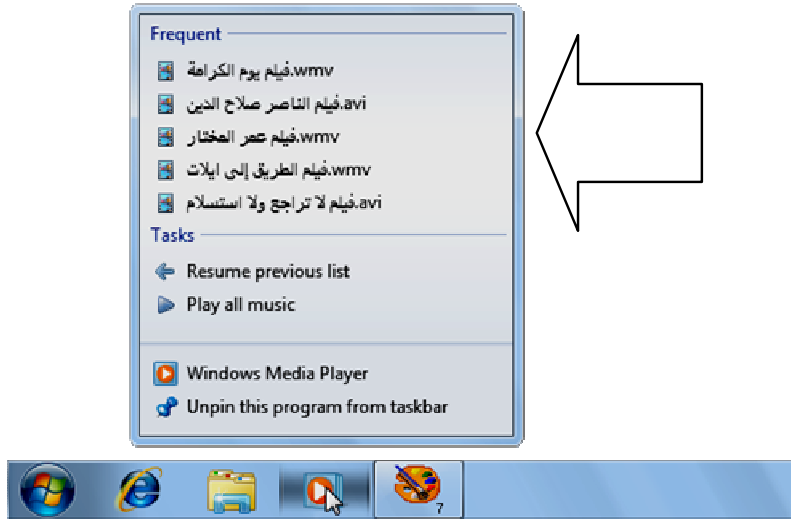 Frequent
فيلم يوم الكرامة.wmv
فيلم الناصر صلاح الدين.avi
فيلم عمر المختار.wmv
فيلم الطريق إلى ايلات.wmv
فيلم لا تراجع ولا استسلام.avi
Tasks
Resume previous list
Play all music
Windows Media Player
Unpin this program from taskbar
7